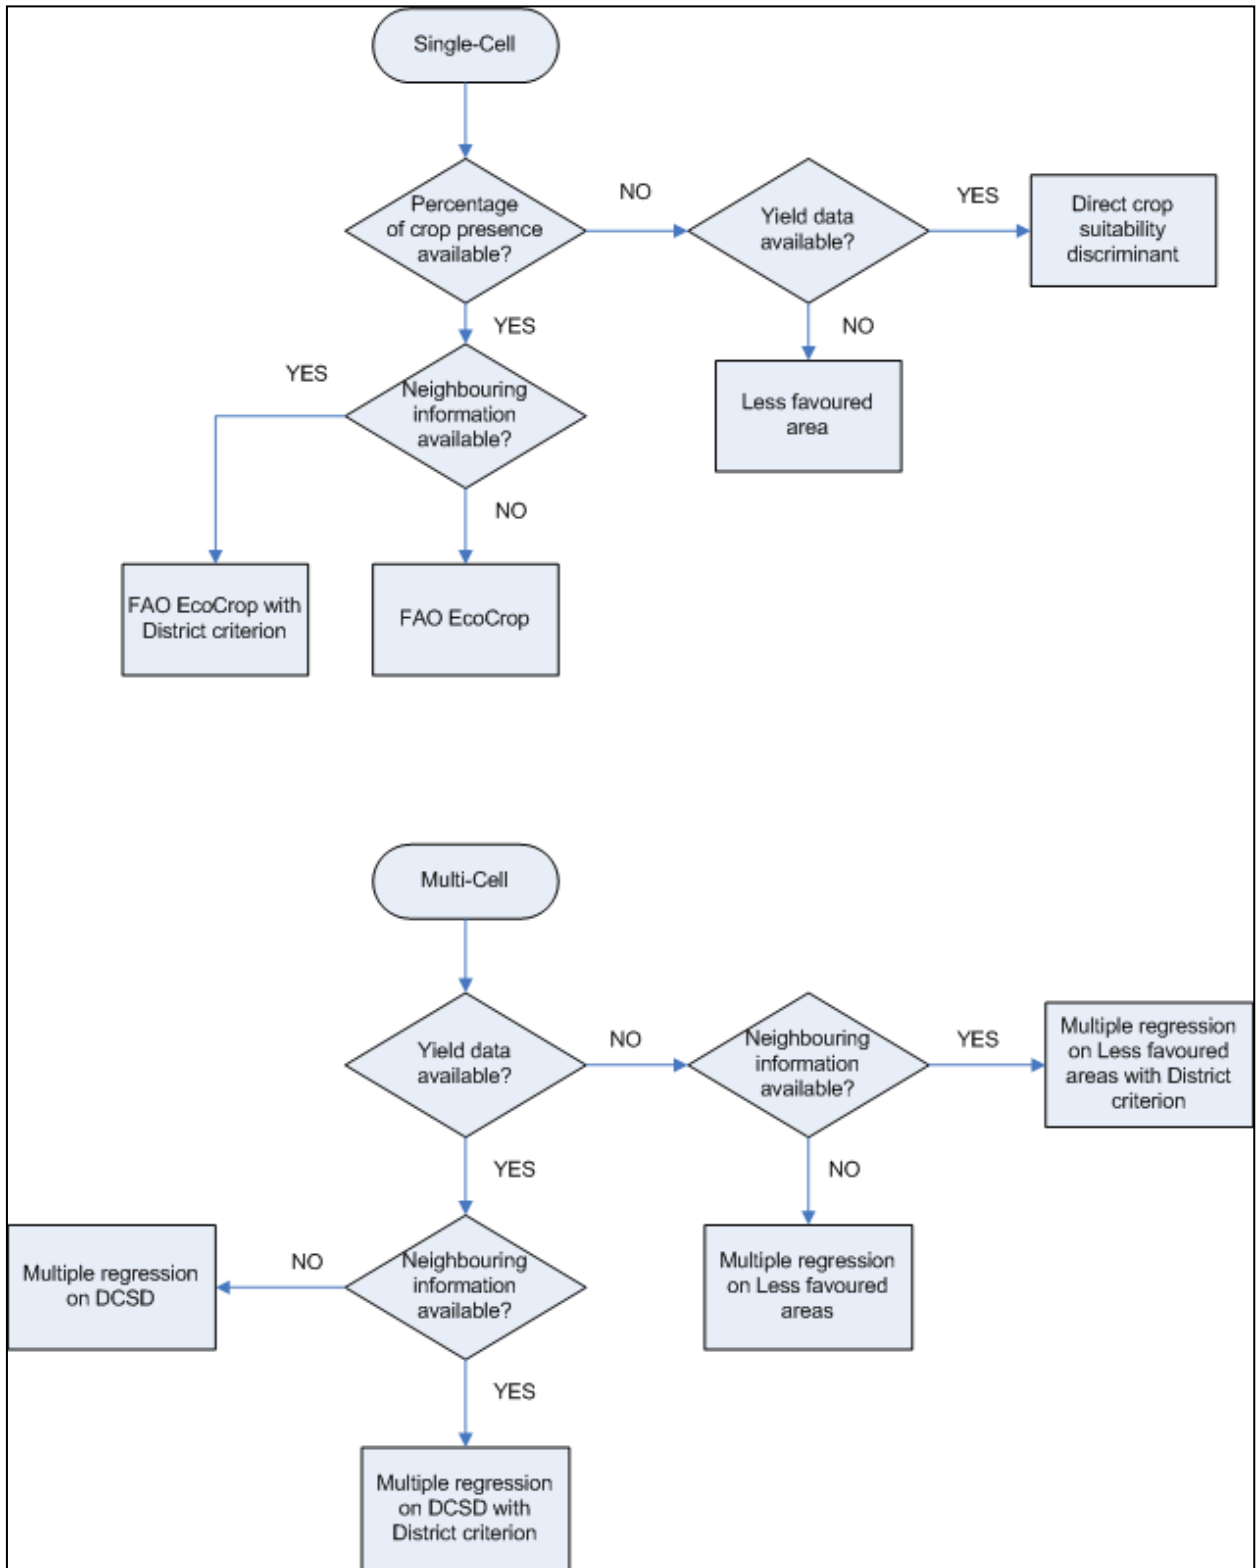 Single-Cell
Percentage
of crop presence
available?
NO
Yield data
available?
YES
Direct crop
suitability
discriminant
YES
NO
YES
Neighbouring
information
available?
Less favoured
area
NO
FAO EcoCrop with
District criterion
FAO EcoCrop
Multi-Cell
Yield data
available?
NO
Neighbouring
information
available?
YES
Multiple regression
on Less favoured
areas with District
criterion
YES
NO
Multiple regression
on DCSD
NO
Neighbouring
information
available?
Multiple regression
on Less favoured
areas
YES
Multiple regression
on DCSD with
District criterion